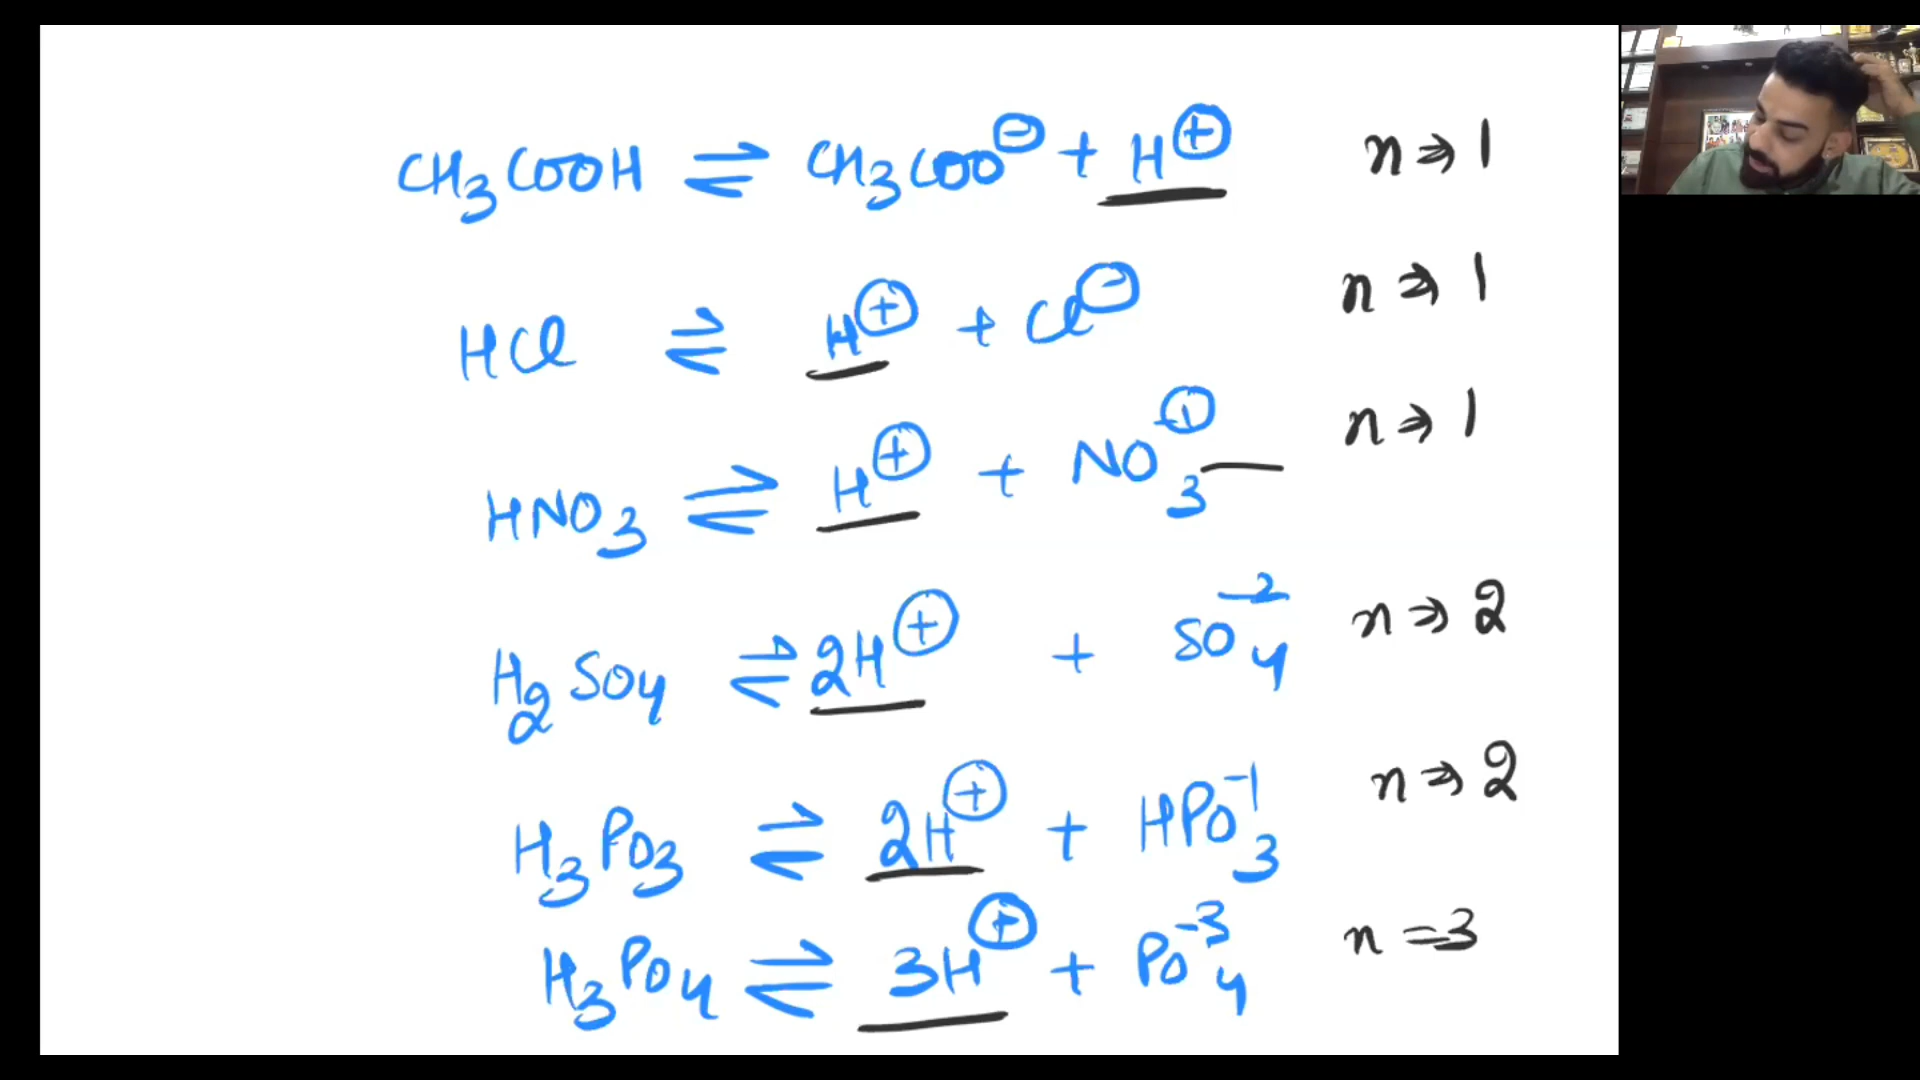 CH₃COOH ⇌ CH₃COO⊖ + H⊕ n → 1
HCl ⇌ H⊕ + Cl⊖ n → 1
HNO₃ ⇌ H⊕ + NO₃⊖ n → 1
H₂SO₄ ⇌ 2H⊕ + SO₄⁻² n → 2
H₃PO₃ ⇌ 2H⊕ + HPO₃⁻¹ n → 2
H₃PO₄ ⇌ 3H⊕ + PO₄⁻³ n = 3